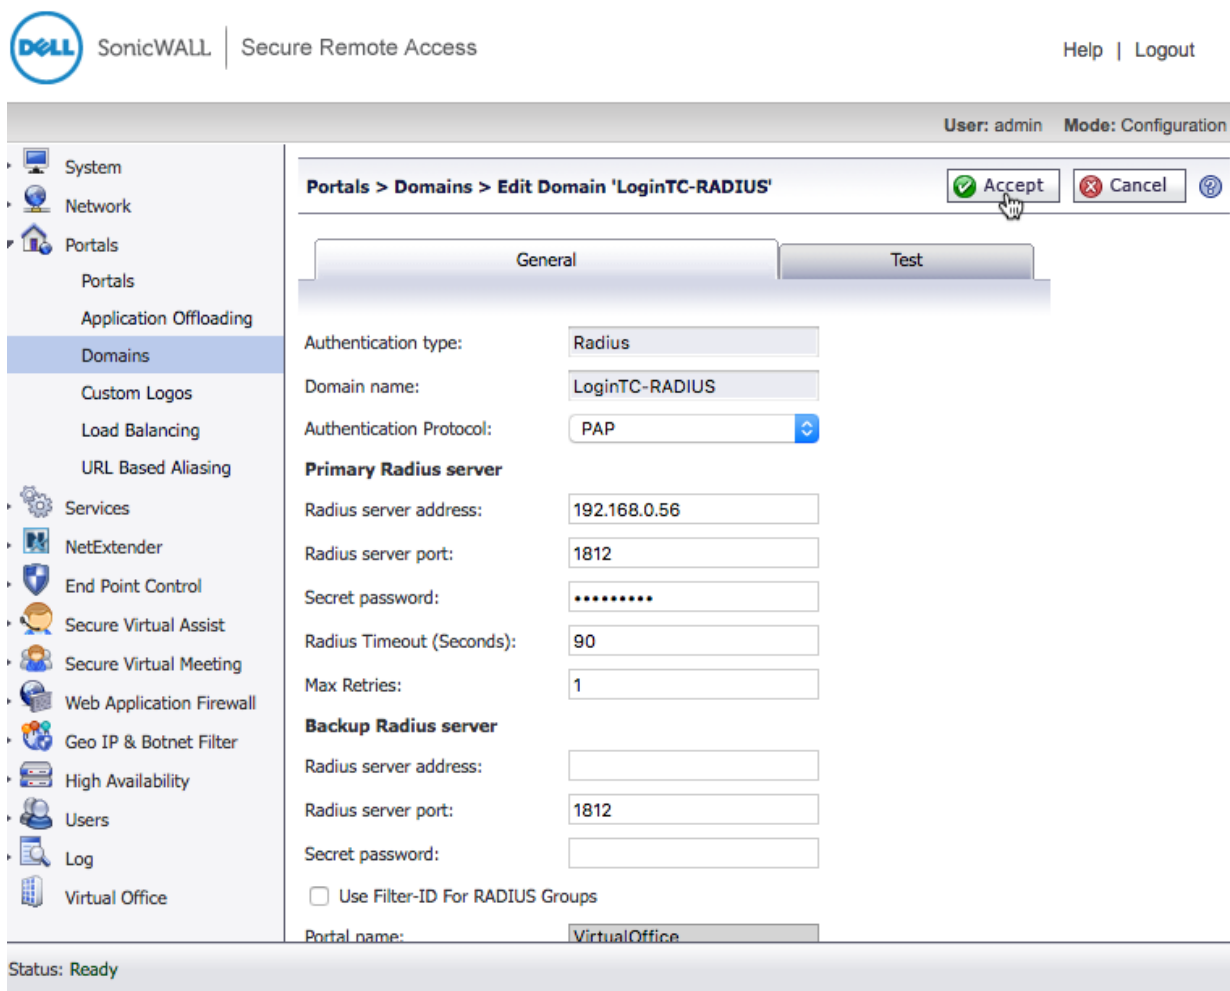 DELL SonicWALL | Secure Remote Access
Help | Logout
User: admin Mode: Configuration
System
Network
Portals
Portals
Application Offloading
Domains
Custom Logos
Load Balancing
URL Based Aliasing
Services
NetExtender
End Point Control
Secure Virtual Assist
Secure Virtual Meeting
Web Application Firewall
Geo IP & Botnet Filter
High Availability
Users
Log
Virtual Office
Portals > Domains > Edit Domain 'LoginTC-RADIUS'
Accept
Cancel
General
Test
Authentication type: Radius
Domain name: LoginTC-RADIUS
Authentication Protocol: PAP
Primary Radius server
Radius server address: 192.168.0.56
Radius server port: 1812
Secret password: •••••••••
Radius Timeout (Seconds): 90
Max Retries: 1
Backup Radius server
Radius server address:
Radius server port: 1812
Secret password:
Use Filter-ID For RADIUS Groups
Portal name: VirtualOffice
Status: Ready